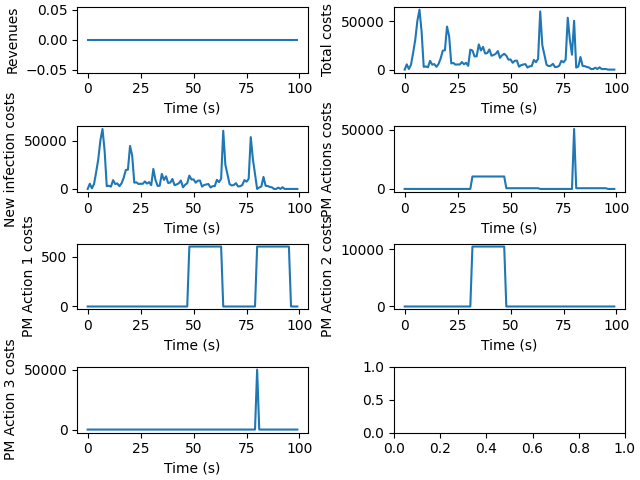 Revenues
0.05
0.00
−0.05
0 25 50 75 100
Time (s)
Total costs
50000
0
0 25 50 75 100
Time (s)
New infection costs
50000
0
0 25 50 75 100
Time (s)
PM Actions costs
50000
0
0 25 50 75 100
Time (s)
PM Action 1 costs
500
0
0 25 50 75 100
Time (s)
PM Action 2 costs
10000
0
0 25 50 75 100
Time (s)
PM Action 3 costs
50000
0
0 25 50 75 100
Time (s)
1.0
0.5
0.0
0.0 0.2 0.4 0.6 0.8 1.0